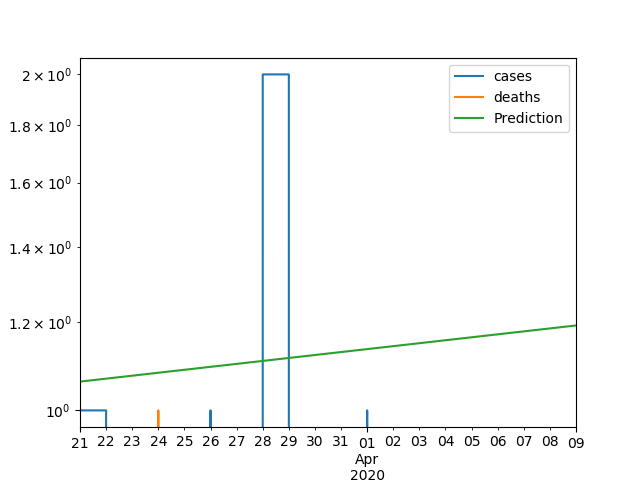 cases
deaths
Prediction
2 × 10⁰
1.8 × 10⁰
1.6 × 10⁰
1.4 × 10⁰
1.2 × 10⁰
10⁰
21 22 23 24 25 26 27 28 29 30 31 01 02 03 04 05 06 07 08 09
Apr
2020